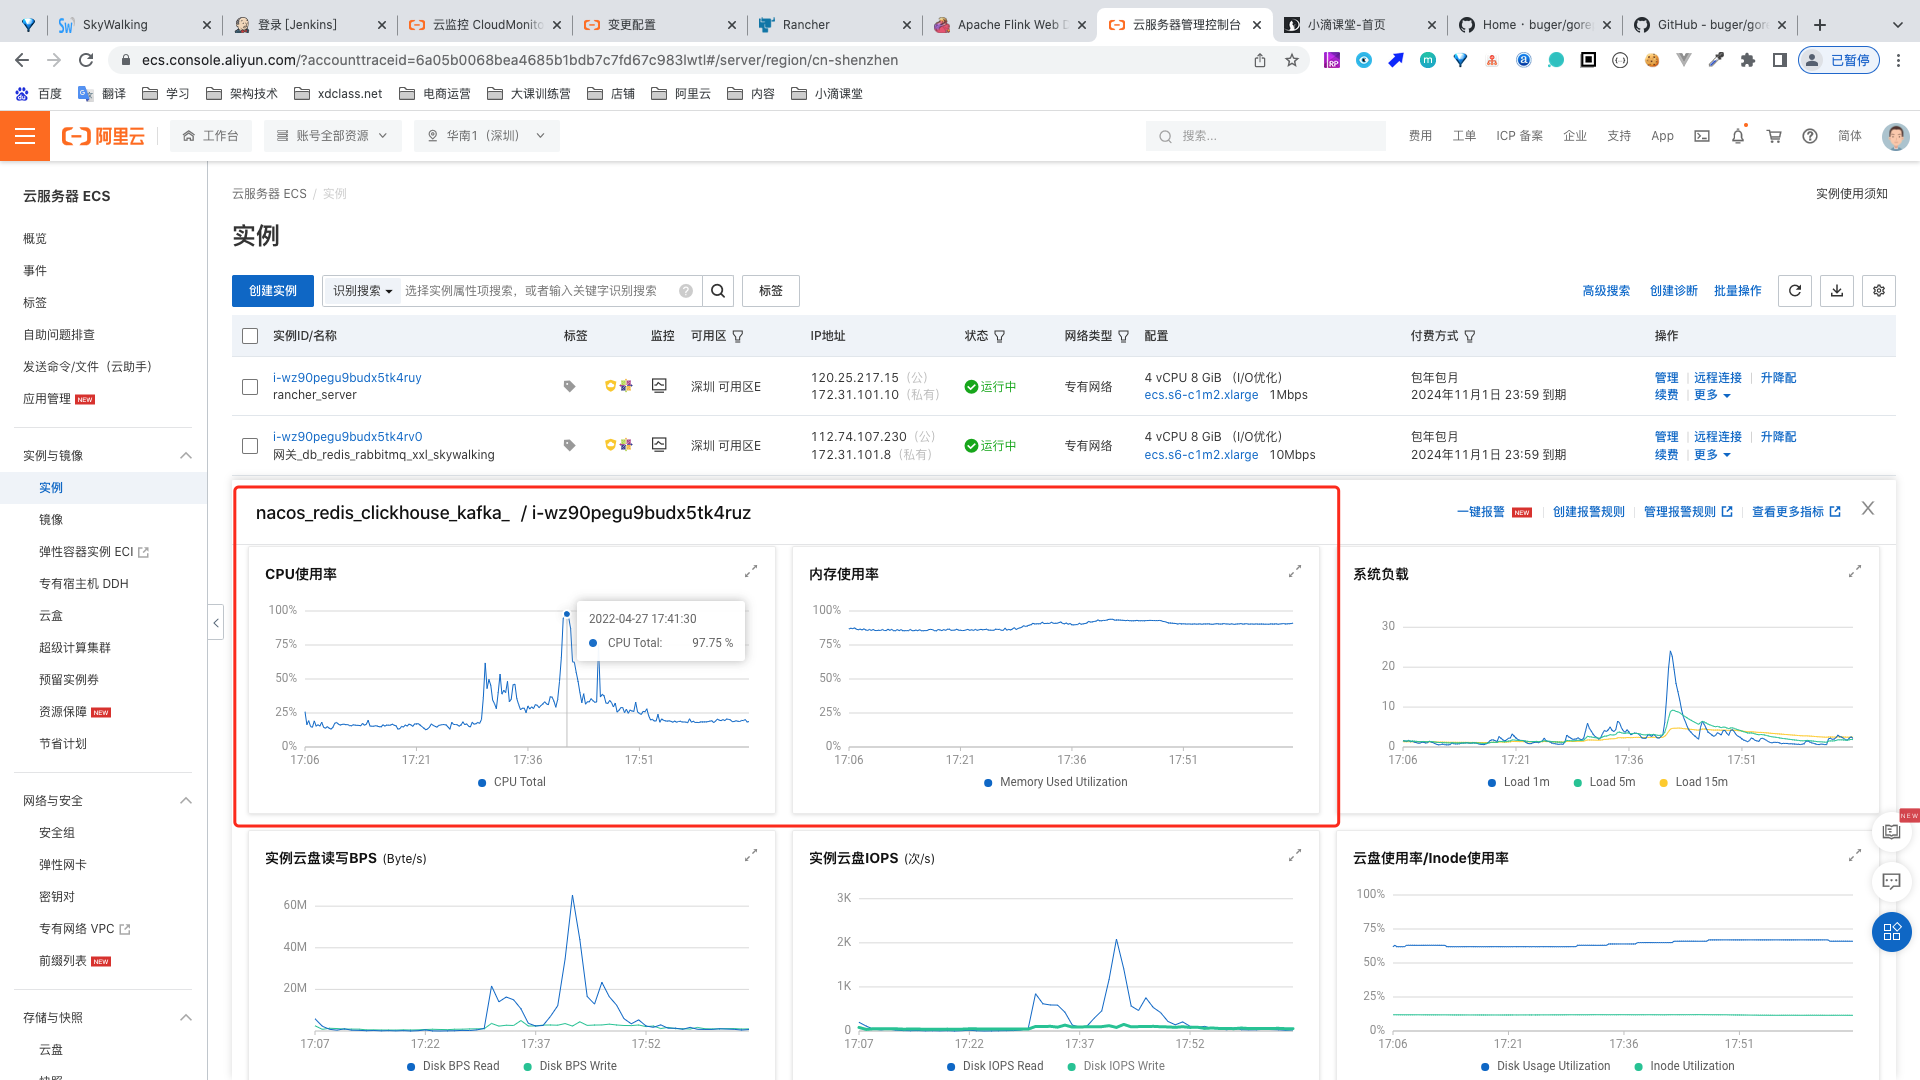 SkyWalking
登录 [Jenkins]
云监控 CloudMonito
变更配置
Rancher
Apache Flink Web D
云服务器管理控制台
小滴课堂-首页
Home · buger/gore
GitHub - buger/gor
ecs.console.aliyun.com/?accounttraceid=6a05b0068bea4685b1bdb7c7fd67c983lwtl#/server/region/cn-shenzhen
已暂停
百度
翻译
学习
架构技术
xdclass.net
电商运营
大课训练营
店铺
阿里云
内容
小滴课堂
阿里云
工作台
账号全部资源
华南1（深圳）
搜索...
费用
工单
ICP 备案
企业
支持
App
简体
云服务器 ECS
概览
事件
标签
自助问题排查
发送命令/文件（云助手）
应用管理 NEW
实例与镜像
实例
镜像
弹性容器实例 ECI
专有宿主机 DDH
云盒
超级计算集群
预留实例券
资源保障 NEW
节省计划
网络与安全
安全组
弹性网卡
密钥对
专有网络 VPC
前缀列表 NEW
存储与快照
云盘
云服务器 ECS / 实例
实例使用须知
实例
创建实例
识别搜索
选择实例属性项搜索，或者输入关键字识别搜索
标签
高级搜索
创建诊断
批量操作
实例ID/名称 标签 监控 可用区 IP地址 状态 网络类型 配置 付费方式 操作
i-wz90pegu9budx5tk4ruy
rancher_server
深圳 可用区E
120.25.217.15（公）
172.31.101.10（私有）
运行中
专有网络
4 vCPU 8 GiB （I/O优化）
ecs.s6-c1m2.xlarge 1Mbps
包年包月
2024年11月1日 23:59 到期
管理 远程连接 升降配
续费 更多
i-wz90pegu9budx5tk4rv0
网关_db_redis_rabbitmq_xxl_skywalking
深圳 可用区E
112.74.107.230（公）
172.31.101.8（私有）
运行中
专有网络
4 vCPU 8 GiB （I/O优化）
ecs.s6-c1m2.xlarge 10Mbps
包年包月
2024年11月1日 23:59 到期
管理 远程连接 升降配
续费 更多
nacos_redis_clickhouse_kafka_ / i-wz90pegu9budx5tk4ruz
一键报警 NEW
创建报警规则
管理报警规则
查看更多指标
CPU使用率
100%
75%
50%
25%
0%
17:06 17:21 17:36 17:51
2022-04-27 17:41:30
CPU Total: 97.75 %
CPU Total
内存使用率
100%
75%
50%
25%
0%
17:06 17:21 17:36 17:51
Memory Used Utilization
系统负载
30
20
10
0
17:06 17:21 17:36 17:51
Load 1m Load 5m Load 15m
NEW
实例云盘读写BPS (Byte/s)
60M
40M
20M
17:07 17:22 17:37 17:52
Disk BPS Read Disk BPS Write
实例云盘IOPS (次/s)
3K
2K
1K
0
17:07 17:22 17:37 17:52
Disk IOPS Read Disk IOPS Write
云盘使用率/Inode使用率
100%
75%
50%
25%
0%
17:06 17:21 17:36 17:51
Disk Usage Utilization Inode Utilization